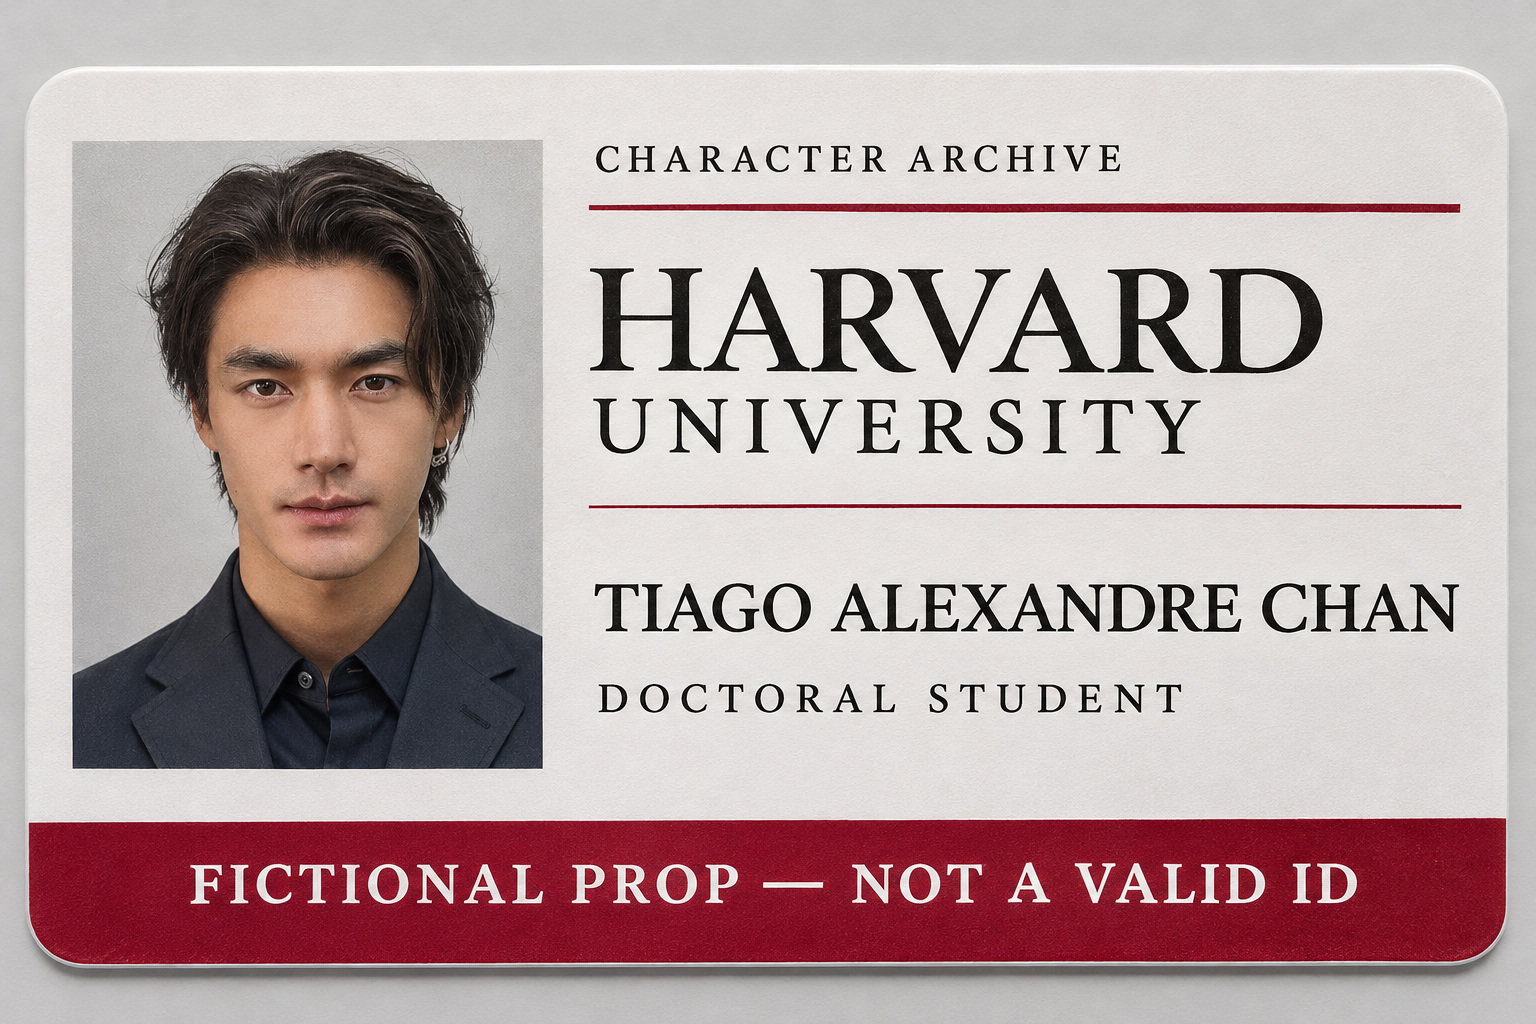 CHARACTER ARCHIVE
HARVARD
UNIVERSITY
TIAGO ALEXANDRE CHAN
DOCTORAL STUDENT
FICTIONAL PROP — NOT A VALID ID